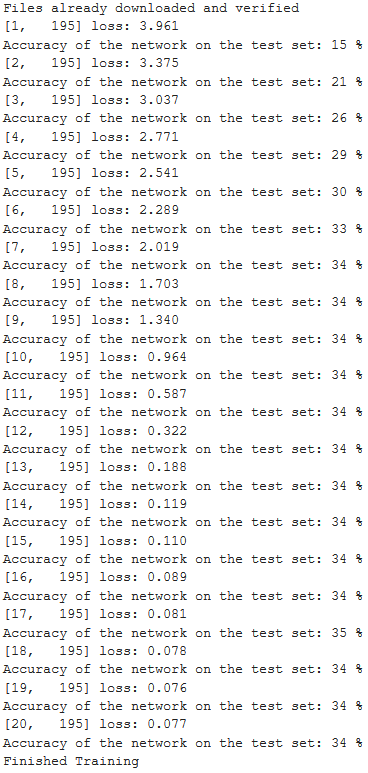 Files already downloaded and verified
[1,   195] loss: 3.961
Accuracy of the network on the test set: 15 %
[2,   195] loss: 3.375
Accuracy of the network on the test set: 21 %
[3,   195] loss: 3.037
Accuracy of the network on the test set: 26 %
[4,   195] loss: 2.771
Accuracy of the network on the test set: 29 %
[5,   195] loss: 2.541
Accuracy of the network on the test set: 30 %
[6,   195] loss: 2.289
Accuracy of the network on the test set: 33 %
[7,   195] loss: 2.019
Accuracy of the network on the test set: 34 %
[8,   195] loss: 1.703
Accuracy of the network on the test set: 34 %
[9,   195] loss: 1.340
Accuracy of the network on the test set: 34 %
[10,   195] loss: 0.964
Accuracy of the network on the test set: 34 %
[11,   195] loss: 0.587
Accuracy of the network on the test set: 34 %
[12,   195] loss: 0.322
Accuracy of the network on the test set: 34 %
[13,   195] loss: 0.188
Accuracy of the network on the test set: 34 %
[14,   195] loss: 0.119
Accuracy of the network on the test set: 34 %
[15,   195] loss: 0.110
Accuracy of the network on the test set: 34 %
[16,   195] loss: 0.089
Accuracy of the network on the test set: 34 %
[17,   195] loss: 0.081
Accuracy of the network on the test set: 35 %
[18,   195] loss: 0.078
Accuracy of the network on the test set: 34 %
[19,   195] loss: 0.076
Accuracy of the network on the test set: 34 %
[20,   195] loss: 0.077
Accuracy of the network on the test set: 34 %
Finished Training